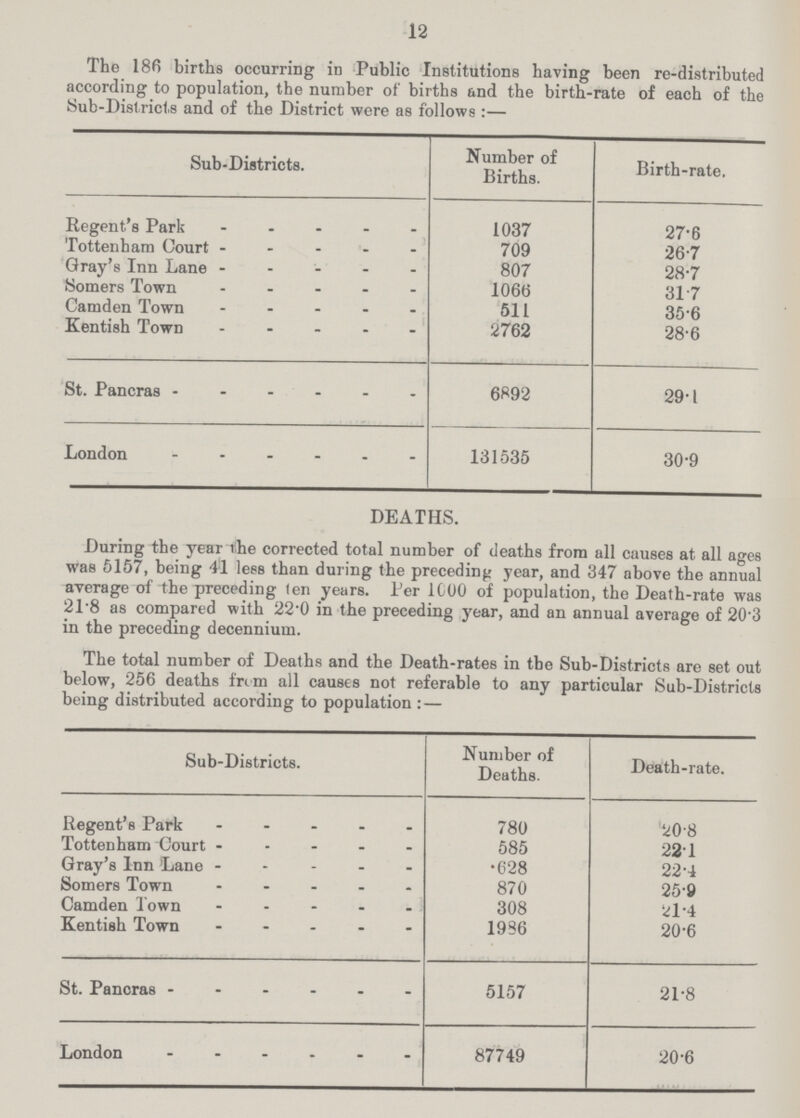 12
The 186 births occurring in Public Institutions having been re-distributed
according to population, the number of births and the birth-rate of each of the
Sub-Districts and of the District were as follows :—
Sub-Districts. Number of Births. Birth-rate.
Regent's Park - - - - - 1037 27·6
Tottenham Court - - - - - 709 26·7
Gray's Inn Lane - - - - - 807 28·7
Somers Town - - - - - 1066 31·7
Camden Town - - - - - 511 35·6
Kentish Town - - - - - 2762 28·6
St. Pancras - - - - - - 6892 29·1
London - - - - - - 131535 30·9
DEATHS.
During the year the corrected total number of deaths from all causes at all ages
was 5157, being 41 less than during the preceding year, and 347 above the annual
average of the preceding ten years. Per 1000 of population, the Death-rate was
21·8 as compared with 22·0 in the preceding year, and an annual average of 20·3
in the preceding decennium.
The total number of Deaths and the Death-rates in the Sub-Districts are set out
below, 256 deaths from all causes not referable to any particular Sub-Districts
being distributed according to population :—
Sub-Districts. Number of Deaths. Death-rate.
Regent's Park - - - - - 780 20·8
Tottenham Court - - - - - 585 22·1
Gray's Inn Lane - - - - - ·628 22·4
Somers Town - - - - - 870 25·9
Camden Town - - - - - 308 21·4
Kentish Town - - - - - 1986 20·6
St. Pancras - - - - - - 5157 21·8
London - - - - - - 87749 20·6